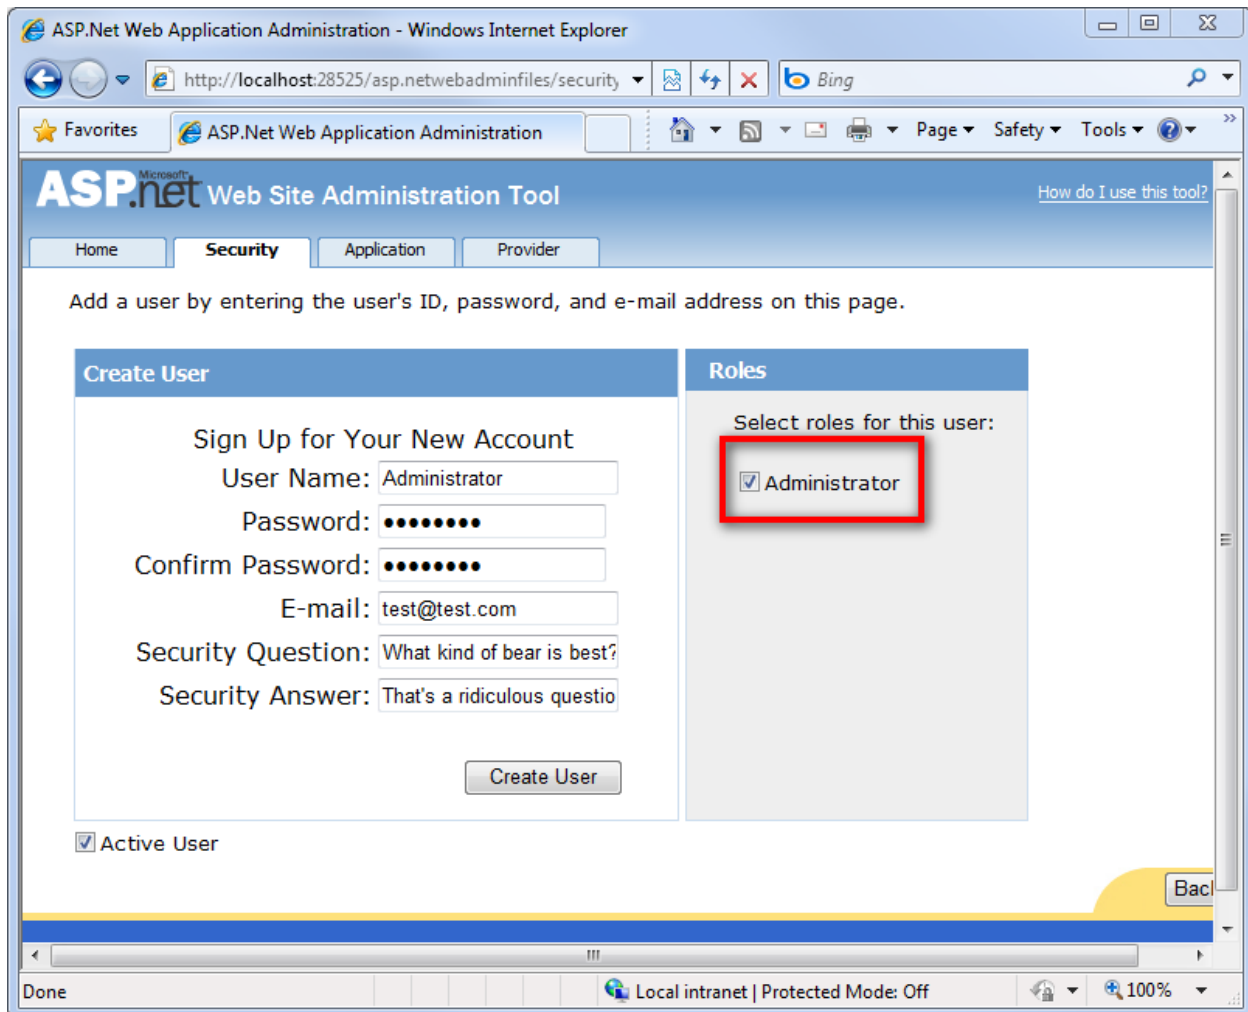 ASP.Net Web Application Administration - Windows Internet Explorer
http://localhost:28525/asp.netwebadminfiles/security
Bing
Favorites
ASP.Net Web Application Administration
Page Safety Tools
Microsoft
ASP.net Web Site Administration Tool
How do I use this tool?
Home Security Application Provider
Add a user by entering the user's ID, password, and e-mail address on this page.
Create User
Sign Up for Your New Account
User Name: Administrator
Password: ●●●●●●●●
Confirm Password: ●●●●●●●●
E-mail: test@test.com
Security Question: What kind of bear is best?
Security Answer: That's a ridiculous questio
Create User
Roles
Select roles for this user:
Administrator
Active User
Bac
Done
Local intranet | Protected Mode: Off
100%